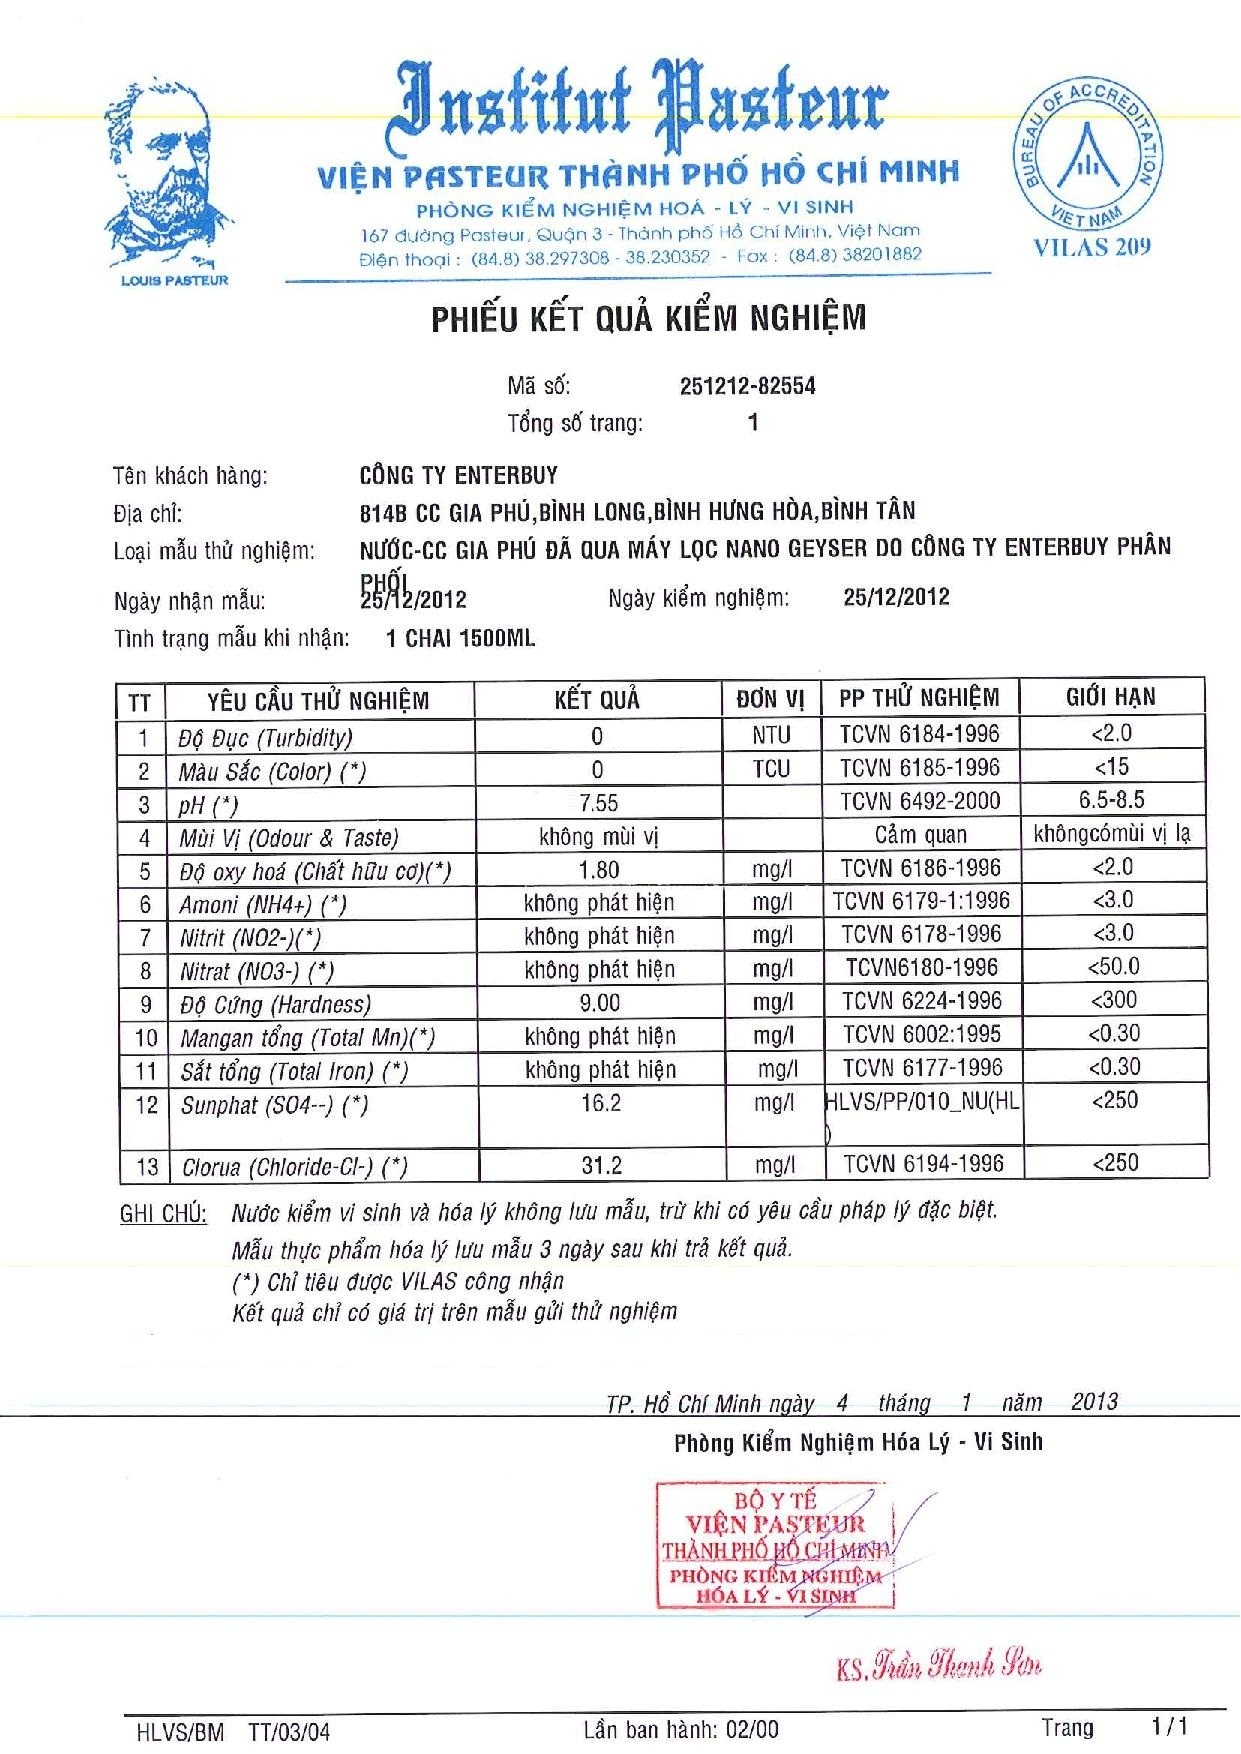 Institut Pasteur
VIỆN PASTEUR THÀNH PHỐ HỒ CHÍ MINH
PHÒNG KIỂM NGHIỆM HOÁ - LÝ - VI SINH
167 đường Pasteur, Quận 3 - Thành phố Hồ Chí Minh, Việt Nam
Điện thoại : (84.8) 38.297308 - 38.230352 - Fax : (84.8) 38201882
LOUIS PASTEUR
BUREAU OF ACCREDITATION
VIET NAM
VILAS 209
PHIẾU KẾT QUẢ KIỂM NGHIỆM
Mã số: 251212-82554
Tổng số trang: 1
Tên khách hàng: CÔNG TY ENTERBUY
Địa chỉ: 814B CC GIA PHÚ,BÌNH LONG,BÌNH HƯNG HÒA,BÌNH TÂN
Loại mẫu thử nghiệm: NƯỚC-CC GIA PHÚ ĐÃ QUA MÁY LỌC NANO GEYSER DO CÔNG TY ENTERBUY PHÂN
PHỐI
Ngày nhận mẫu: 25/12/2012 Ngày kiểm nghiệm: 25/12/2012
Tình trạng mẫu khi nhận: 1 CHAI 1500ML
TT YÊU CẦU THỬ NGHIỆM KẾT QUẢ ĐƠN VỊ PP THỬ NGHIỆM GIỚI HẠN
1 Độ Đục (Turbidity) 0 NTU TCVN 6184-1996 <2.0
2 Màu Sắc (Color) (*) 0 TCU TCVN 6185-1996 <15
3 pH (*) 7.55 TCVN 6492-2000 6.5-8.5
4 Mùi Vị (Odour & Taste) không mùi vị Cảm quan khôngcómùi vị lạ
5 Độ oxy hoá (Chất hữu cơ)(*) 1.80 mg/l TCVN 6186-1996 <2.0
6 Amoni (NH4+) (*) không phát hiện mg/l TCVN 6179-1:1996 <3.0
7 Nitrit (NO2-)(*) không phát hiện mg/l TCVN 6178-1996 <3.0
8 Nitrat (NO3-) (*) không phát hiện mg/l TCVN6180-1996 <50.0
9 Độ Cứng (Hardness) 9.00 mg/l TCVN 6224-1996 <300
10 Mangan tổng (Total Mn)(*) không phát hiện mg/l TCVN 6002:1995 <0.30
11 Sắt tổng (Total Iron) (*) không phát hiện mg/l TCVN 6177-1996 <0.30
12 Sunphat (SO4--) (*) 16.2 mg/l HLVS/PP/010_NU(HL <250
)
13 Clorua (Chloride-Cl-) (*) 31.2 mg/l TCVN 6194-1996 <250
GHI CHÚ: Nước kiểm vi sinh và hóa lý không lưu mẫu, trừ khi có yêu cầu pháp lý đặc biệt.
Mẫu thực phẩm hóa lý lưu mẫu 3 ngày sau khi trả kết quả.
(*) Chỉ tiêu được VILAS công nhận
Kết quả chỉ có giá trị trên mẫu gửi thử nghiệm
TP. Hồ Chí Minh ngày 4 tháng 1 năm 2013
Phòng Kiểm Nghiệm Hóa Lý - Vi Sinh
BỘ Y TẾ
VIỆN PASTEUR
THÀNH PHỐ HỒ CHÍ MINH
PHÒNG KIỂM NGHIỆM
HÓA LÝ - VI SINH
KS. Trần Thanh Sơn
HLVS/BM TT/03/04 Lần ban hành: 02/00 Trang 1/1